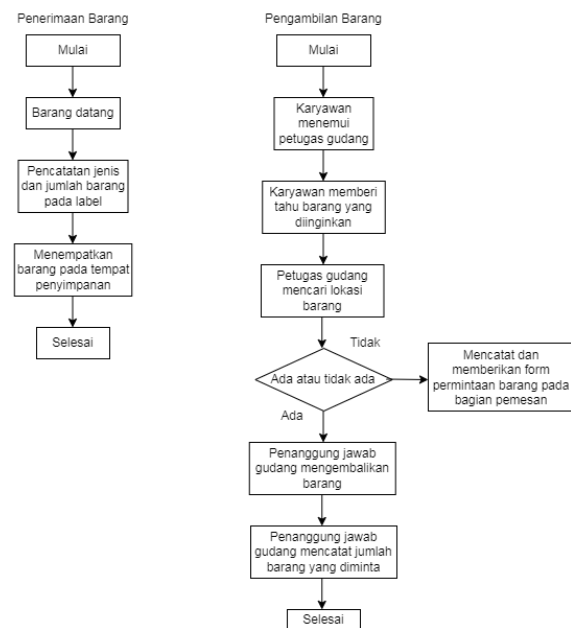 Penerimaan Barang
Mulai
Barang datang
Pencatatan jenis
dan jumlah barang
pada label
Menempatkan
barang pada tempat
penyimpanan
Selesai
Pengambilan Barang
Mulai
Karyawan
menemui
petugas gudang
Karyawan memberi
tahu barang yang
diinginkan
Petugas gudang
mencari lokasi
barang
Tidak
Ada atau tidak ada
Mencatat dan
memberikan form
permintaan barang pada
bagian pemesan
Ada
Penanggung jawab
gudang mengembalikan
barang
Penanggung jawab
gudang mencatat jumlah
barang yang diminta
Selesai